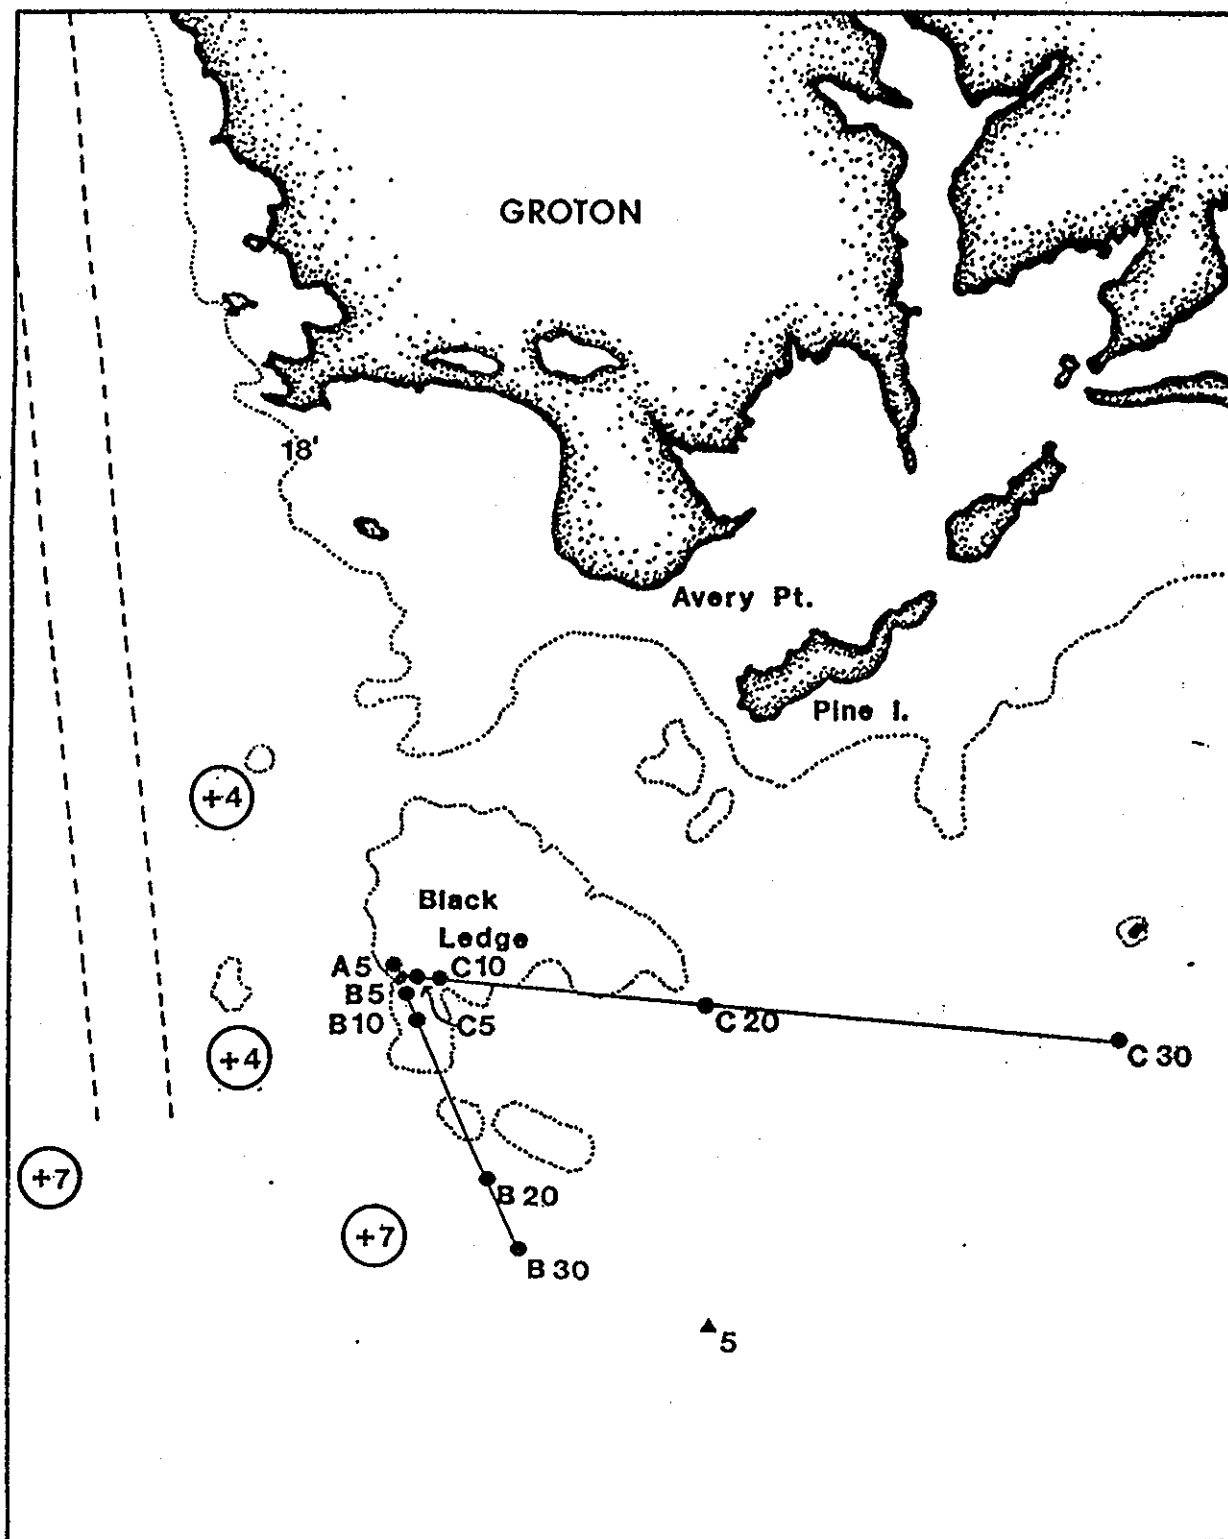 GROTON
18'
Avery Pt.
Pine I.
+4
Black
Ledge
A5
C10
B5
B10
C5
C20
C30
+4
+7
B20
+7
B30
5